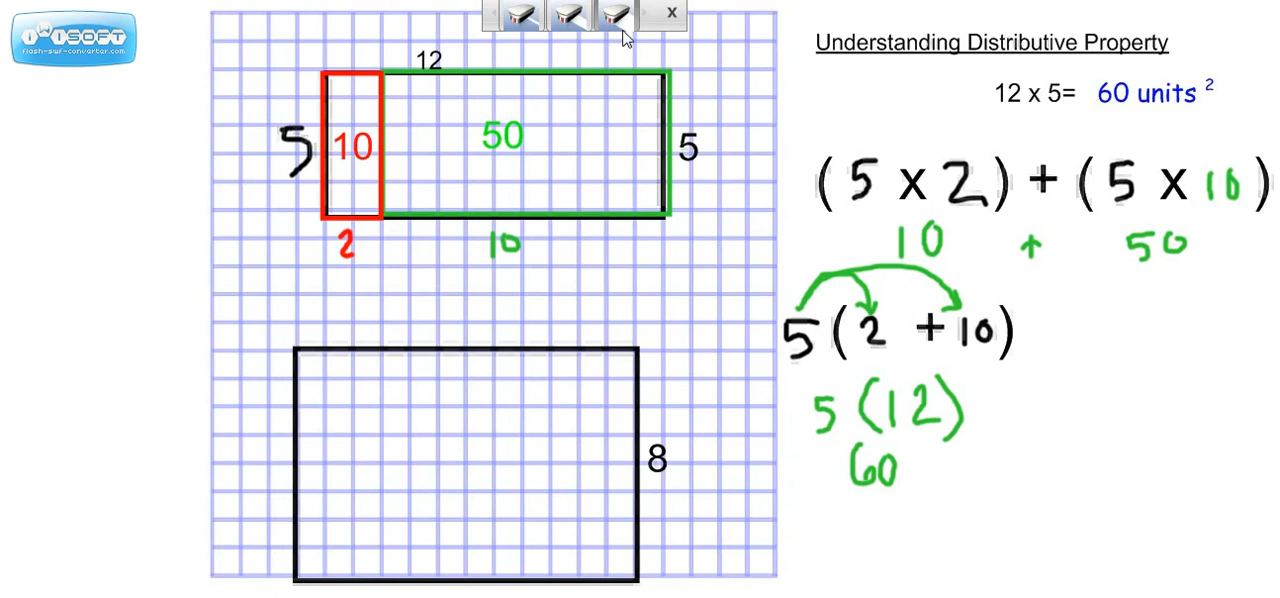 iWiSOFT
flash-swf-converter.com
x
Understanding Distributive Property
12 x 5= 60 units ²
12
5 10 50 5
2 10
(5 x 2) + (5 x 10)
10 + 50
5(2 + 10)
5(12)
60
8